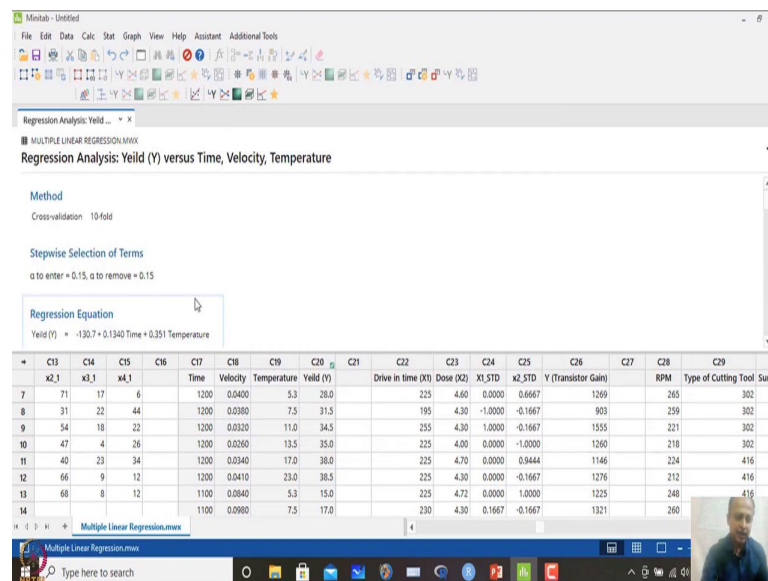 Minitab - Untitled
File Edit Data Calc Stat Graph View Help Assistant Additional Tools
Regression Analysis: Yeild ...
MULTIPLE LINEAR REGRESSION.MWX
Regression Analysis: Yeild (Y) versus Time, Velocity, Temperature
Method
Cross-validation 10-fold
Stepwise Selection of Terms
α to enter = 0.15, α to remove = 0.15
Regression Equation
Yeild (Y) = -130.7 + 0.1340 Time + 0.351 Temperature
C13 C14 C15 C16 C17 C18 C19 C20 C21 C22 C23 C24 C25 C26 C27 C28 C29
x2_1 x3_1 x4_1 Time Velocity Temperature Yeild (Y) Drive in time (X1) Dose (X2) X1_STD x2_STD Y (Transistor Gain) RPM Type of Cutting Tool Sur
7 71 17 6 1200 0.0400 5.3 28.0 225 4.60 0.0000 0.6667 1269 265 302
8 31 22 44 1200 0.0380 7.5 31.5 195 4.30 -1.0000 -0.1667 903 259 302
9 54 18 22 1200 0.0320 11.0 34.5 255 4.30 1.0000 -0.1667 1555 221 302
10 47 4 26 1200 0.0260 13.5 35.0 225 4.00 0.0000 -1.0000 1260 218 302
11 40 23 34 1200 0.0340 17.0 38.0 225 4.70 0.0000 0.9444 1146 224 416
12 66 9 12 1200 0.0410 23.0 38.5 225 4.30 0.0000 -0.1667 1276 212 416
13 68 8 12 1100 0.0840 5.3 15.0 225 4.72 0.0000 1.0000 1225 248 416
14 1100 0.0980 7.5 17.0 230 4.30 0.1667 -0.1667 1321 260
Multiple Linear Regression.mwx
Multiple Linear Regression.mwx
Type here to search